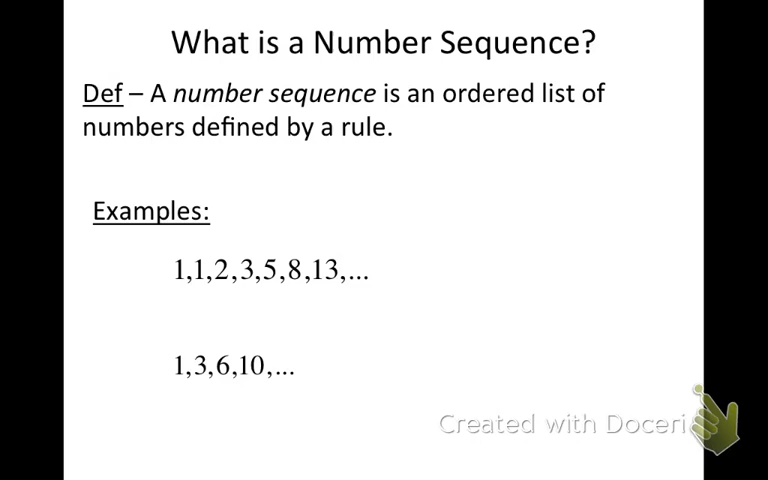 What is a Number Sequence?
Def – A number sequence is an ordered list of
numbers defined by a rule.
Examples:
1,1,2,3,5,8,13,...
1,3,6,10,...
Created with Doceri